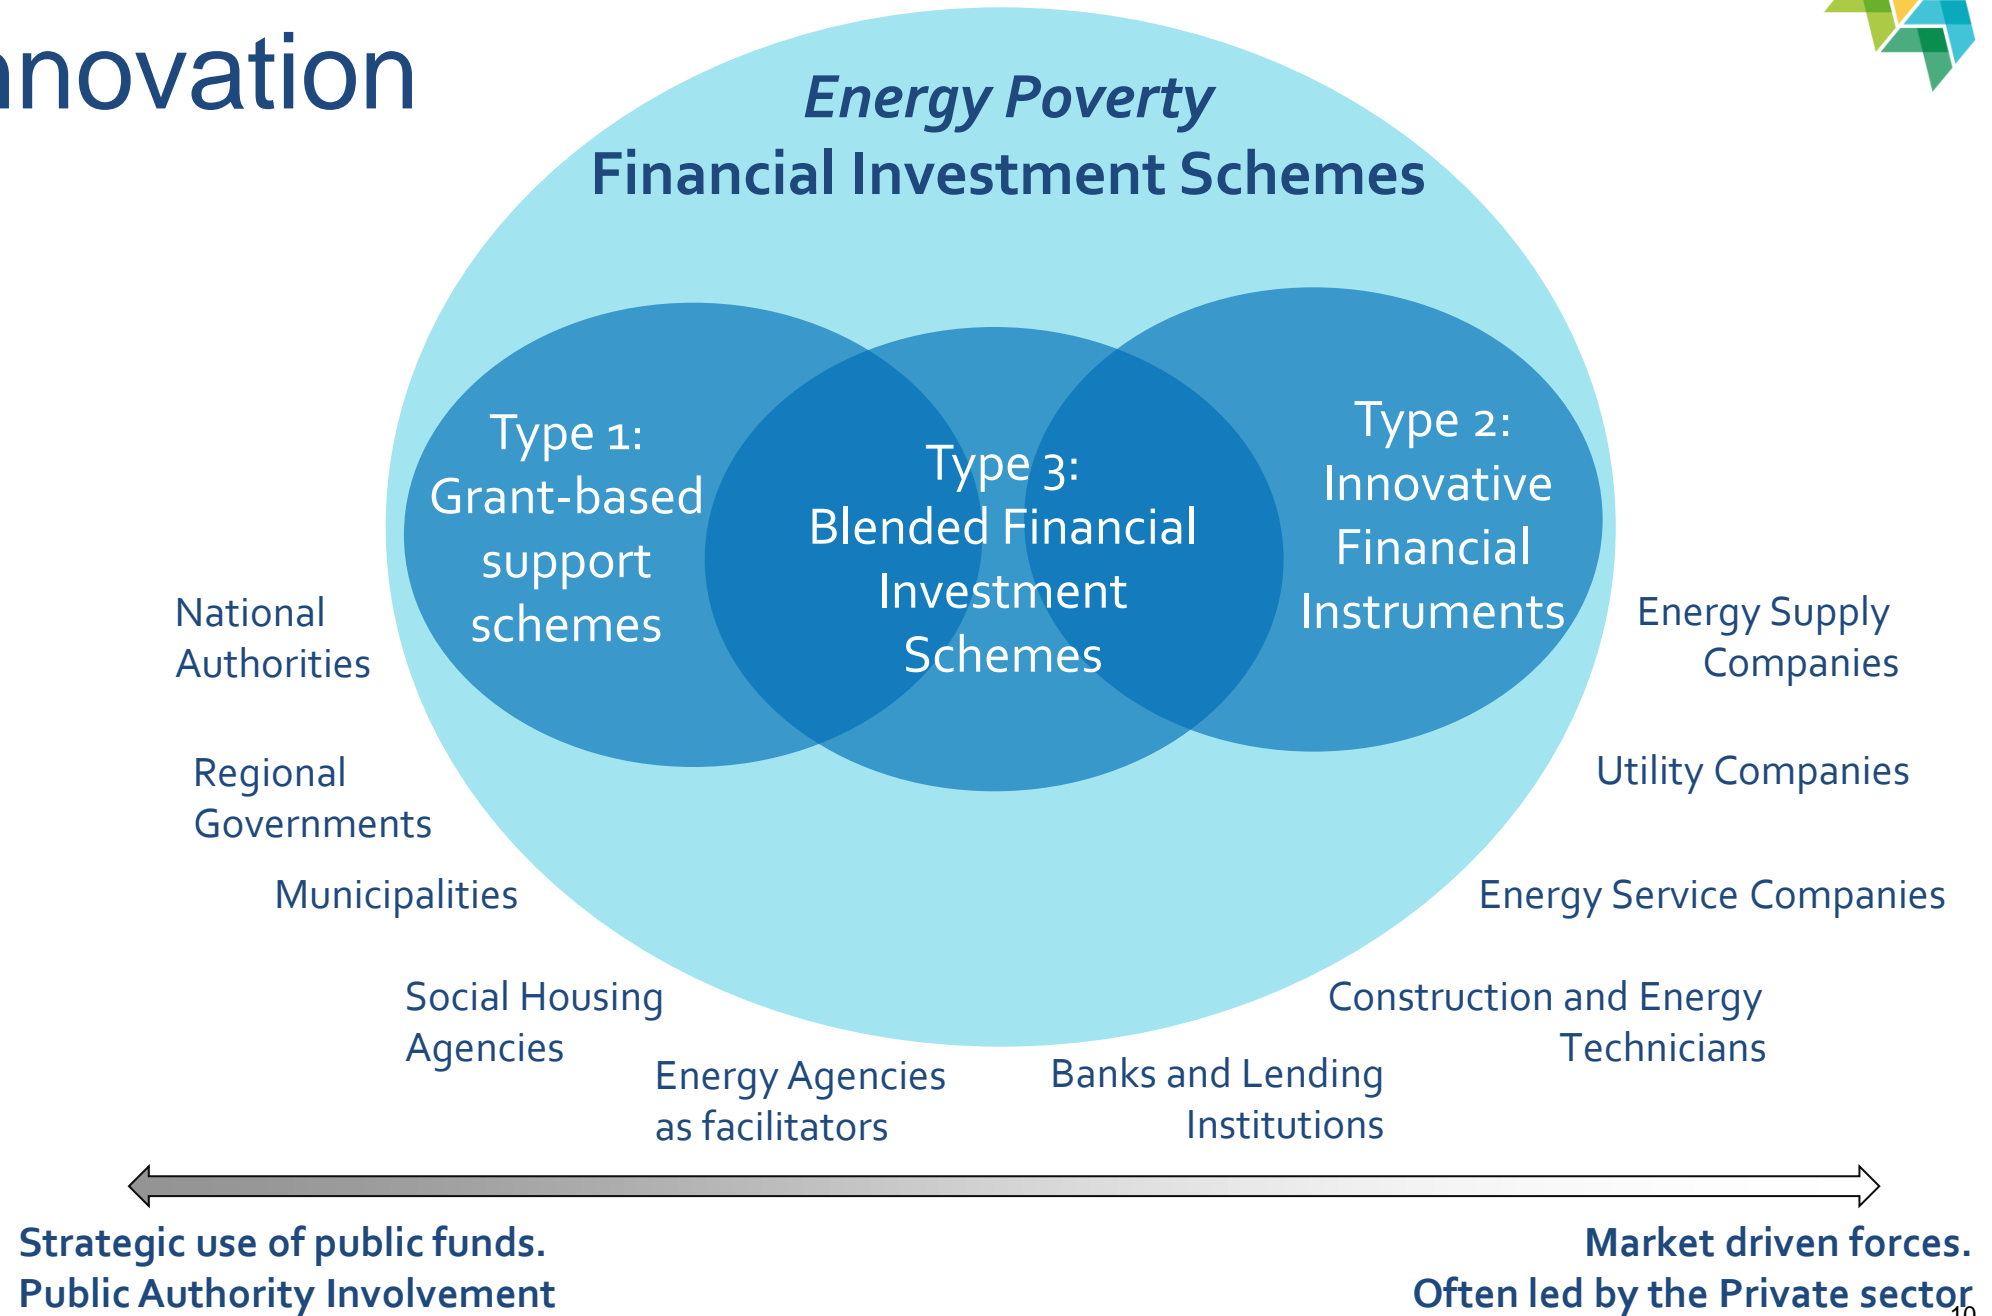 nnovation
Energy Poverty
Financial Investment Schemes
Type 1:
Grant-based
support
schemes
Type 3:
Blended Financial
Investment
Schemes
Type 2:
Innovative
Financial
Instruments
National
Authorities
Regional
Governments
Municipalities
Social Housing
Agencies
Energy Agencies
as facilitators
Banks and Lending
Institutions
Construction and Energy
Technicians
Energy Service Companies
Utility Companies
Energy Supply
Companies
Strategic use of public funds.
Public Authority Involvement
Market driven forces.
Often led by the Private sector
10